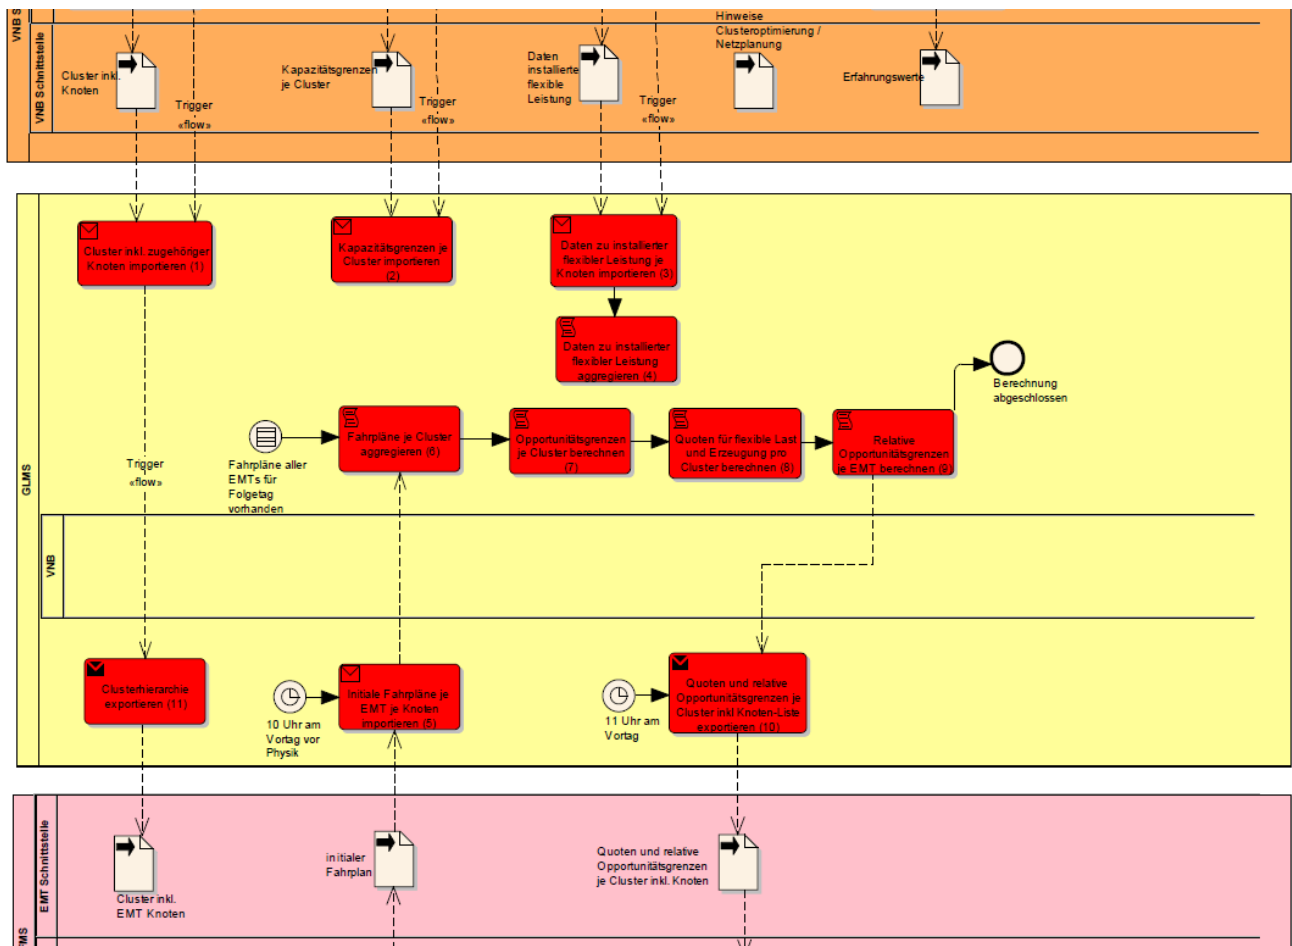 VNB S
VNB Schnittstelle
Cluster inkl.
Knoten
Trigger
«flow»
Kapazitätsgrenzen
je Cluster
Trigger
«flow»
Daten
installierte
flexible
Leistung
Trigger
«flow»
Hinweise
Clusteroptimierung /
Netzplanung
Erfahrungswerte
GLMS
Cluster inkl. zugehöriger
Knoten importieren (1)
Kapazitätsgrenzen je
Cluster importieren
(2)
Daten zu installierter
flexibler Leistung je
Knoten importieren (3)
Daten zu installierter
flexibler Leistung
aggregieren (4)
Berechnung
abgeschlossen
Fahrpläne aller
EMTs für
Folgetag
vorhanden
Fahrpläne je Cluster
aggregieren (6)
Opportunitätsgrenzen
je Cluster berechnen
(7)
Quoten für flexible Last
und Erzeugung pro
Cluster berechnen (8)
Relative
Opportunitätsgrenzen
je EMT berechnen (9)
Trigger
«flow»
VNB
Clusterhierarchie
exportieren (11)
10 Uhr am
Vortag vor
Physik
Initiale Fahrpläne je
EMT je Knoten
importieren (5)
11 Uhr am
Vortag
Quoten und relative
Opportunitätsgrenzen je
Cluster inkl Knoten-Liste
exportieren (10)
EMT Schnittstelle
Cluster inkl.
EMT Knoten
initialer
Fahrplan
Quoten und relative
Opportunitätsgrenzen
je Cluster inkl. Knoten